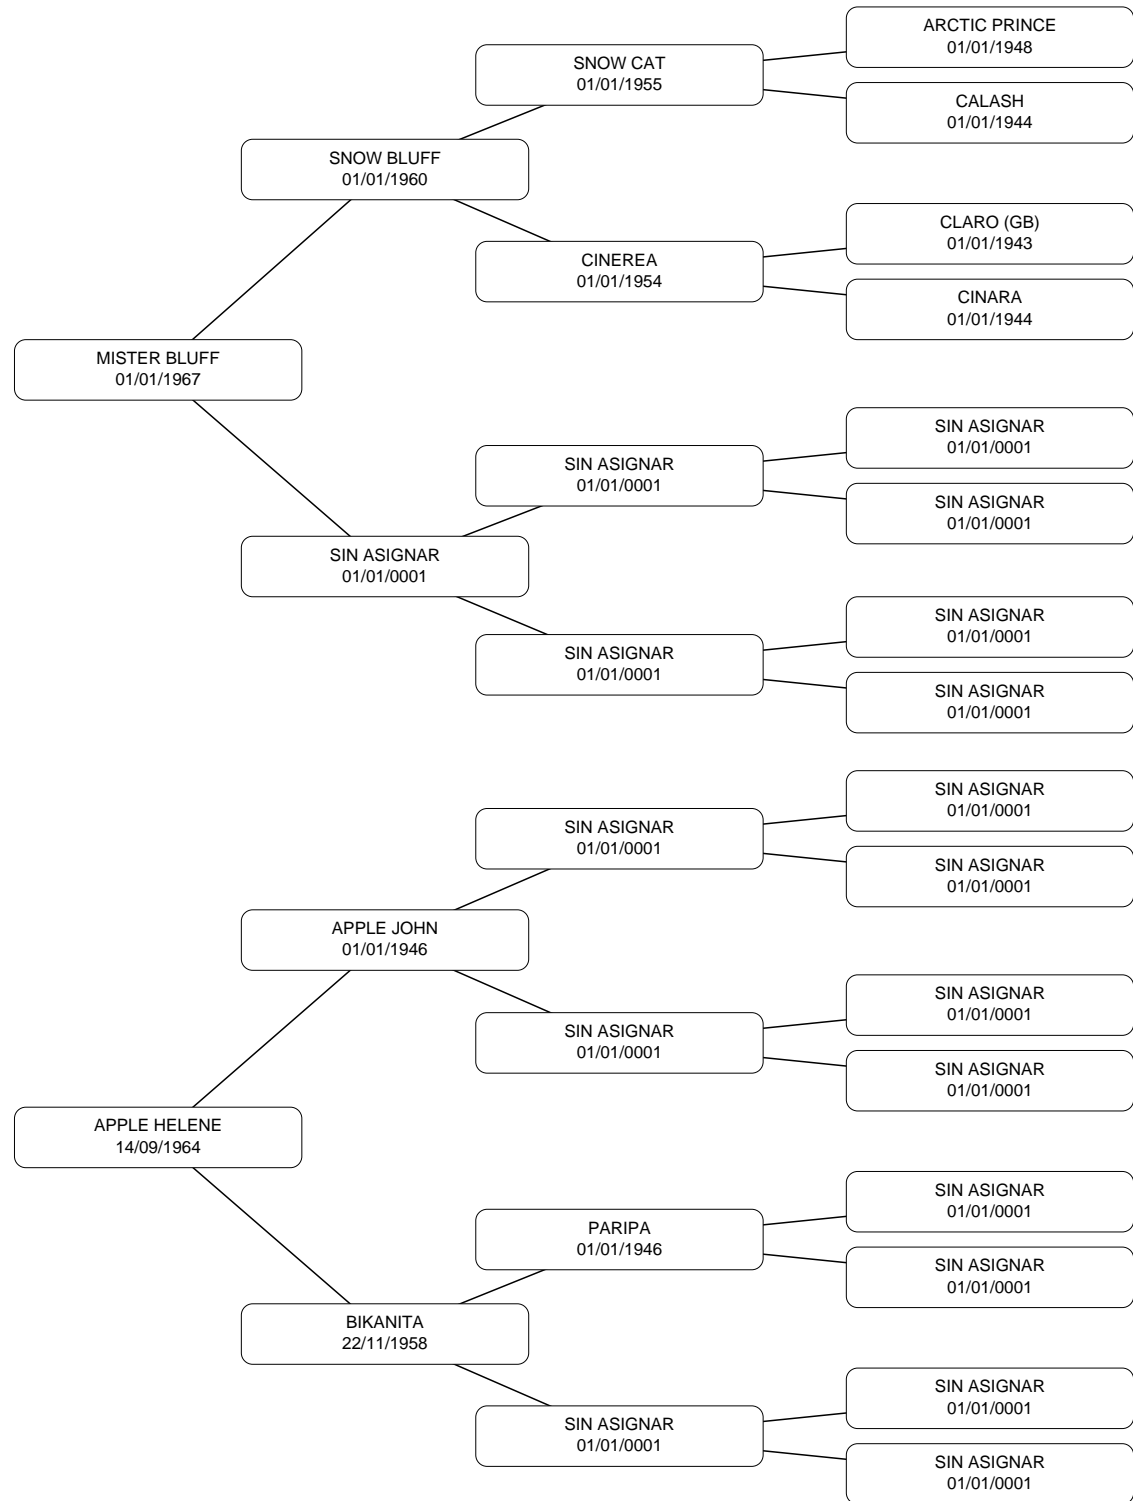 ARCTIC PRINCE
01/01/1948
SNOW CAT
01/01/1955
CALASH
01/01/1944
SNOW BLUFF
01/01/1960
CLARO (GB)
01/01/1943
CINEREA
01/01/1954
CINARA
01/01/1944
MISTER BLUFF
01/01/1967
SIN ASIGNAR
01/01/0001
SIN ASIGNAR
01/01/0001
SIN ASIGNAR
01/01/0001
SIN ASIGNAR
01/01/0001
SIN ASIGNAR
01/01/0001
SIN ASIGNAR
01/01/0001
SIN ASIGNAR
01/01/0001
SIN ASIGNAR
01/01/0001
SIN ASIGNAR
01/01/0001
SIN ASIGNAR
01/01/0001
APPLE JOHN
01/01/1946
SIN ASIGNAR
01/01/0001
SIN ASIGNAR
01/01/0001
SIN ASIGNAR
01/01/0001
APPLE HELENE
14/09/1964
SIN ASIGNAR
01/01/0001
PARIPA
01/01/1946
SIN ASIGNAR
01/01/0001
BIKANITA
22/11/1958
SIN ASIGNAR
01/01/0001
SIN ASIGNAR
01/01/0001
SIN ASIGNAR
01/01/0001